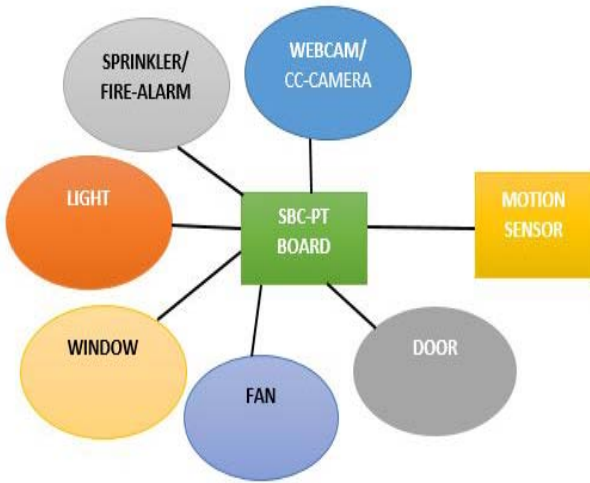 SPRINKLER/
FIRE-ALARM
WEBCAM/
CC-CAMERA
LIGHT
SBC-PT
BOARD
MOTION
SENSOR
WINDOW
FAN
DOOR